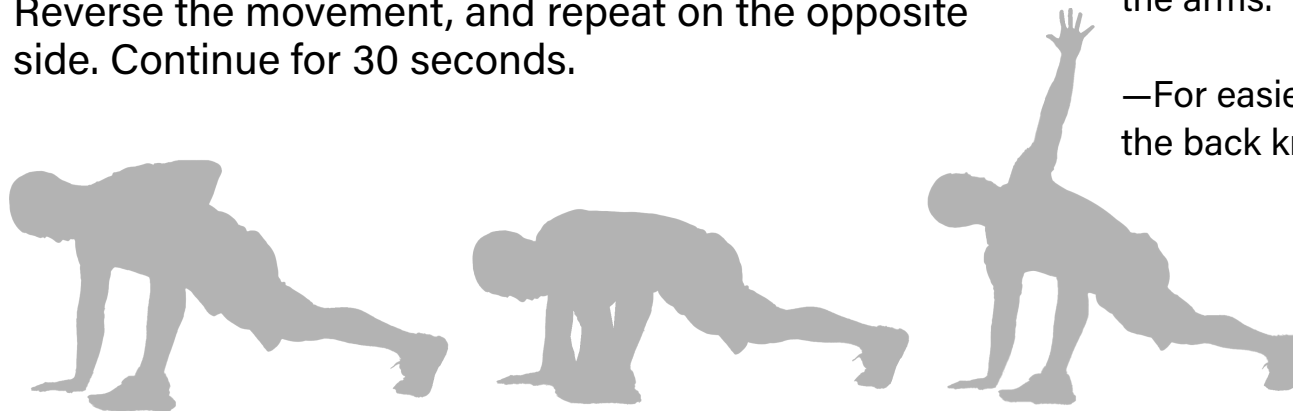 Reverse the movement, and repeat on the opposite
side. Continue for 30 seconds.
the arms.
—For easie
the back